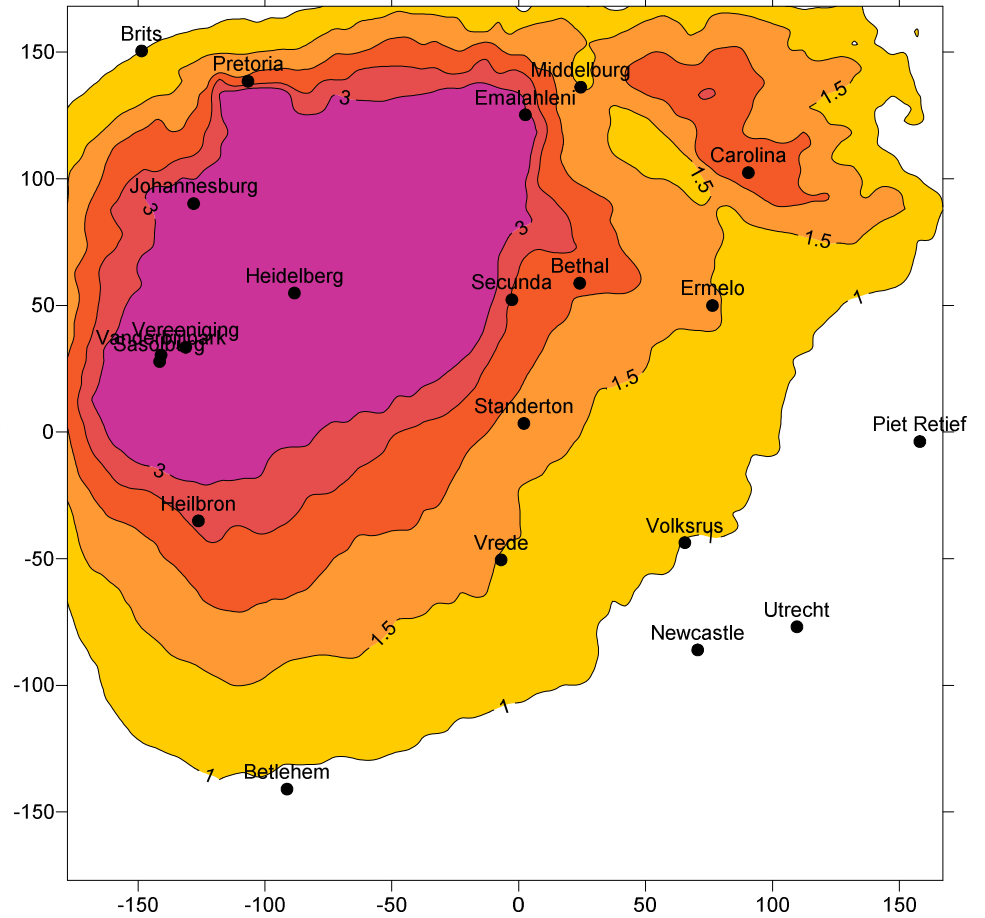 Brits
150
Pretoria
Middelburg
3
Emalahleni
1.5
Carolina
100
Johannesburg
1.5
3
3
1.5
Bethal
Heidelberg
Secunda
Ermelo
1
50
Vereeniging
Vanderbijlpark
Sasolburg
1.5
Standerton
Piet Retief
0
3
Heilbron
Volksrus
1
Vrede
-50
Utrecht
1.5
Newcastle
-100
1
1
Betlehem
-150
-150 -100 -50 0 50 100 150